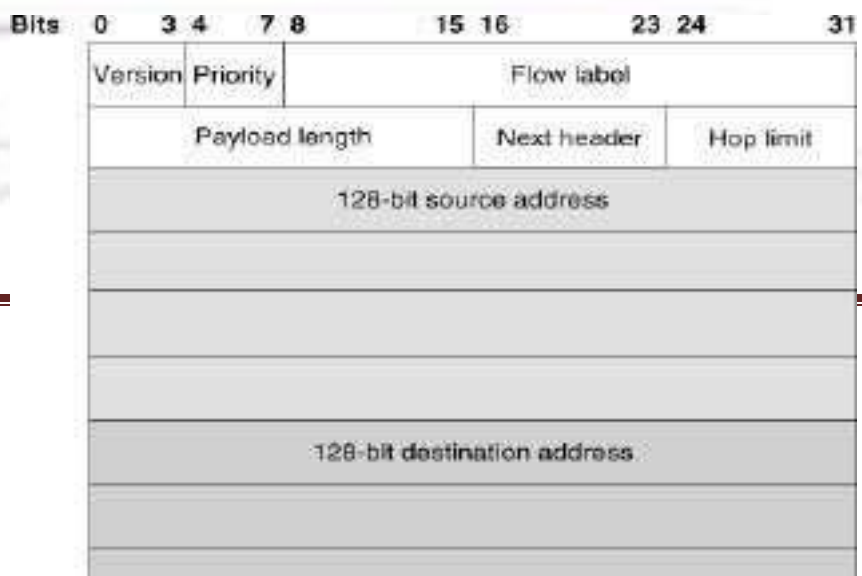 Bits 0 3 4 7 8 15 16 23 24 31
Version Priority Flow label
Payload length Next header Hop limit
128-bit source address
128-bit destination address